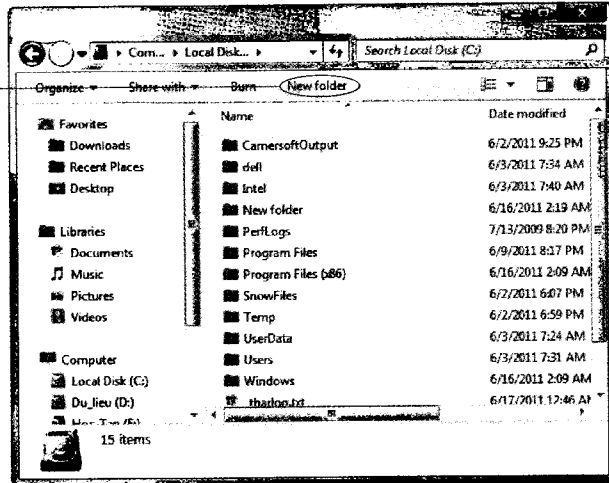 Com... Local Disk... Search Local Disk (C:)
Organize Share with Burn New folder
Name Date modified
Favorites
Downloads
Recent Places
Desktop
Libraries
Documents
Music
Pictures
Videos
Computer
Local Disk (C:)
Du_lieu (D:)
CamersoftOutput 6/2/2011 9:25 PM
dell 6/3/2011 7:34 AM
Intel 6/3/2011 7:40 AM
New folder 6/16/2011 2:19 AM
PerfLogs 7/13/2009 8:20 PM
Program Files 6/9/2011 8:17 PM
Program Files (x86) 6/16/2011 2:09 AM
SnowFiles 6/2/2011 6:07 PM
Temp 6/2/2011 6:59 PM
UserData 6/3/2011 7:24 AM
Users 6/3/2011 7:31 AM
Windows 6/16/2011 2:09 AM
6/17/2011 12:46 AM
15 items